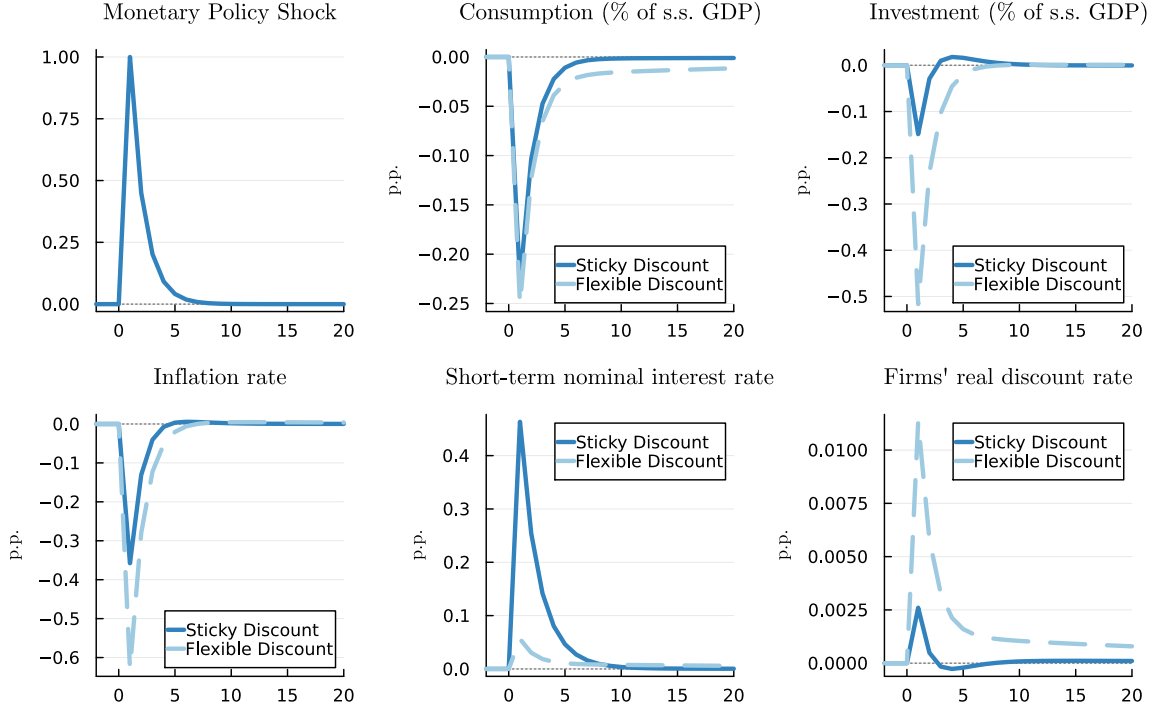 Monetary Policy Shock
1.00
0.75
0.50
0.25
0.00
0 5 10 15 20
Consumption (% of s.s. GDP)
p.p.
0.00
−0.05
−0.10
−0.15
−0.20
−0.25
Sticky Discount
Flexible Discount
0 5 10 15 20
Investment (% of s.s. GDP)
p.p.
0.0
−0.1
−0.2
−0.3
−0.4
−0.5
Sticky Discount
Flexible Discount
0 5 10 15 20
Inflation rate
p.p.
0.0
−0.1
−0.2
−0.3
−0.4
−0.5
−0.6
Sticky Discount
Flexible Discount
0 5 10 15 20
Short-term nominal interest rate
p.p.
0.4
0.3
0.2
0.1
0.0
Sticky Discount
Flexible Discount
0 5 10 15 20
Firms' real discount rate
p.p.
0.0100
0.0075
0.0050
0.0025
0.0000
Sticky Discount
Flexible Discount
0 5 10 15 20